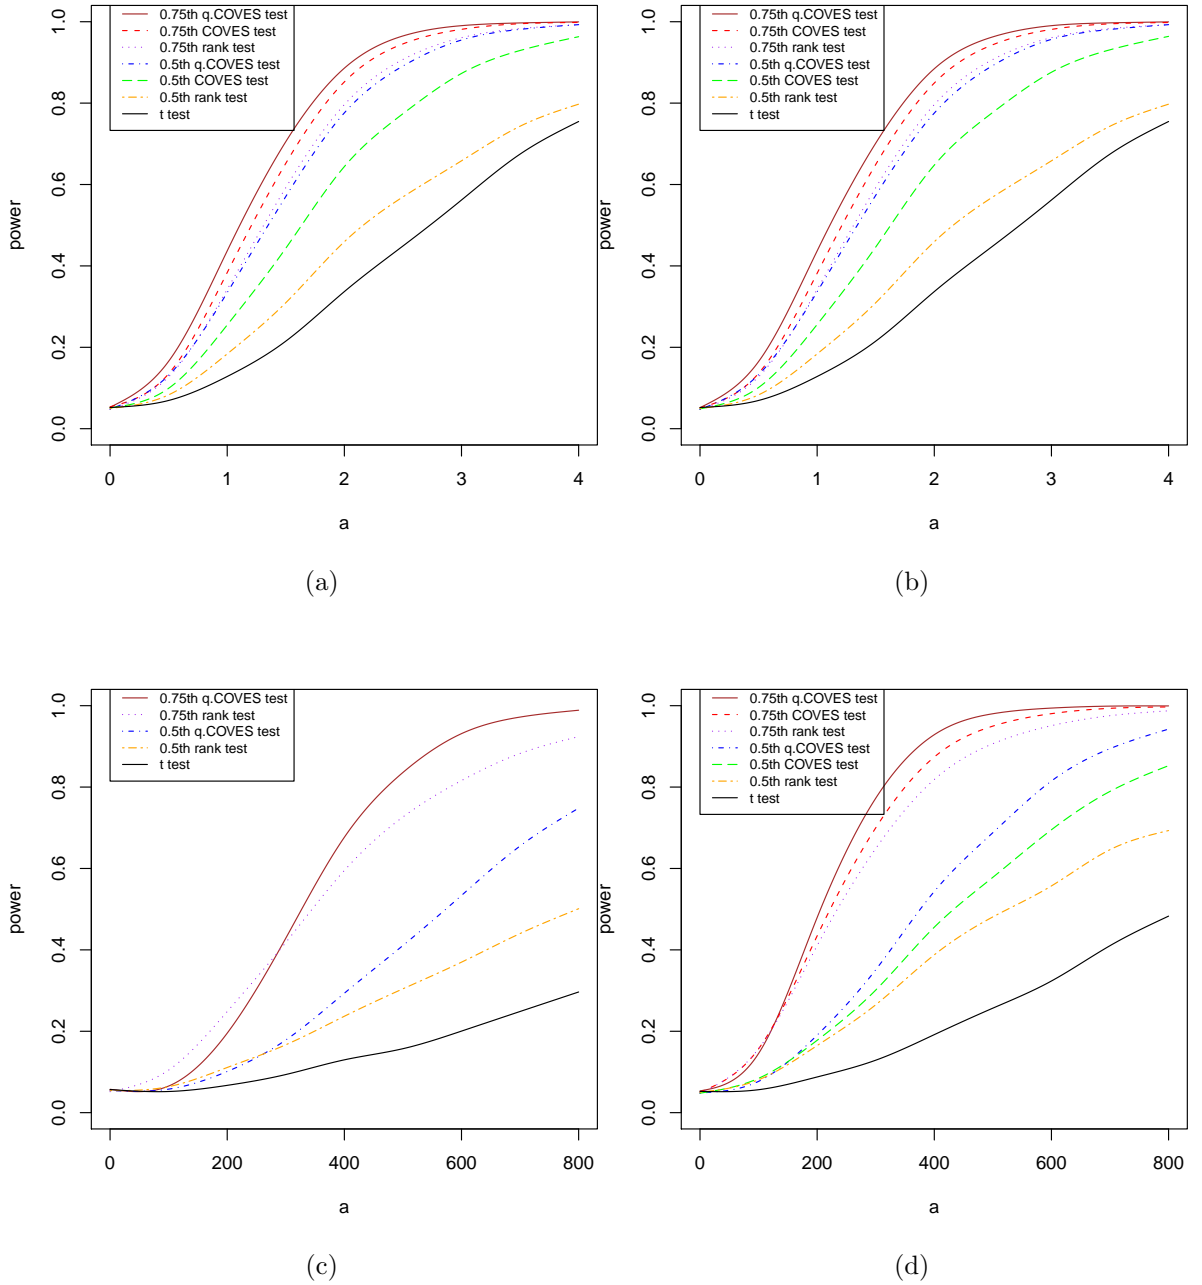 0.75th q.COVES test
0.75th COVES test
0.75th rank test
0.5th q.COVES test
0.5th COVES test
0.5th rank test
t test
power
0.0 0.2 0.4 0.6 0.8 1.0
0 1 2 3 4
a
(a)
0.75th q.COVES test
0.75th COVES test
0.75th rank test
0.5th q.COVES test
0.5th COVES test
0.5th rank test
t test
power
0.0 0.2 0.4 0.6 0.8 1.0
0 1 2 3 4
a
(b)
0.75th q.COVES test
0.75th rank test
0.5th q.COVES test
0.5th rank test
t test
power
0.0 0.2 0.4 0.6 0.8 1.0
0 200 400 600 800
a
(c)
0.75th q.COVES test
0.75th COVES test
0.75th rank test
0.5th q.COVES test
0.5th COVES test
0.5th rank test
t test
power
0.0 0.2 0.4 0.6 0.8 1.0
0 200 400 600 800
a
(d)